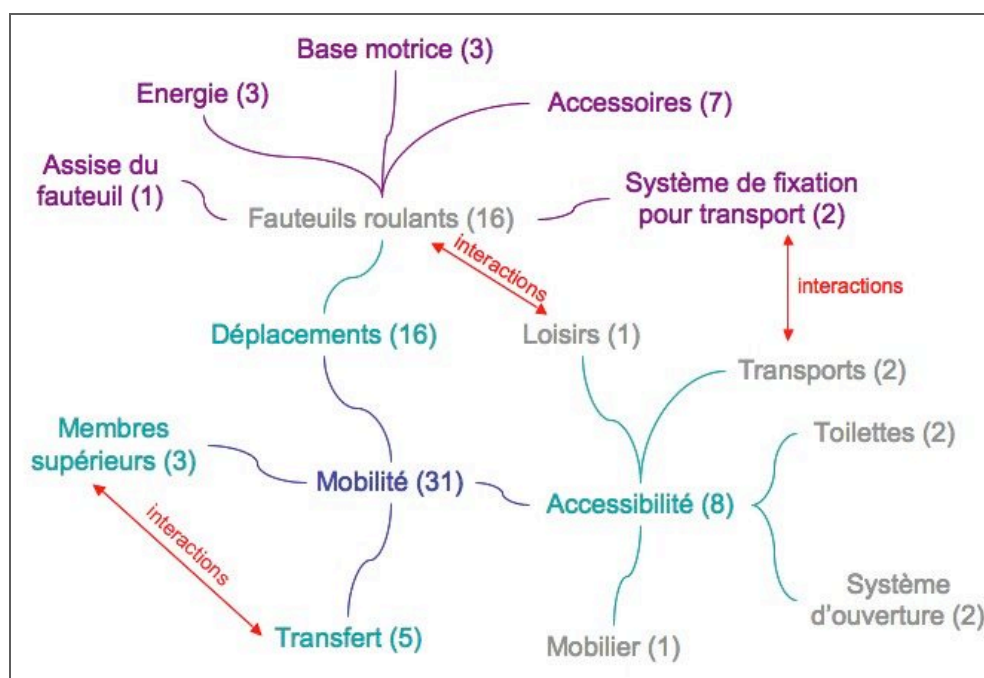 Base motrice (3)
Energie (3)
Accessoires (7)
Assise du
fauteuil (1)
Système de fixation
pour transport (2)
Fauteuils roulants (16)
interactions
interactions
Déplacements (16)
Loisirs (1)
Transports (2)
Membres
supérieurs (3)
Toilettes (2)
Mobilité (31)
Accessibilité (8)
interactions
Système
d'ouverture (2)
Transfert (5)
Mobilier (1)